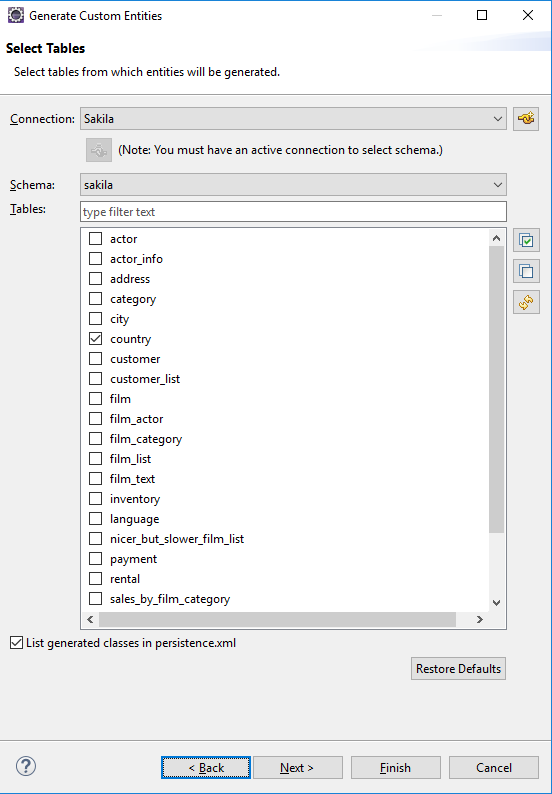 Generate Custom Entities
Select Tables
Select tables from which entities will be generated.
Connection: Sakila
(Note: You must have an active connection to select schema.)
Schema: sakila
Tables: type filter text
actor
actor_info
address
category
city
country
customer
customer_list
film
film_actor
film_category
film_list
film_text
inventory
language
nicer_but_slower_film_list
payment
rental
sales_by_film_category
List generated classes in persistence.xml
Restore Defaults
? < Back Next > Finish Cancel